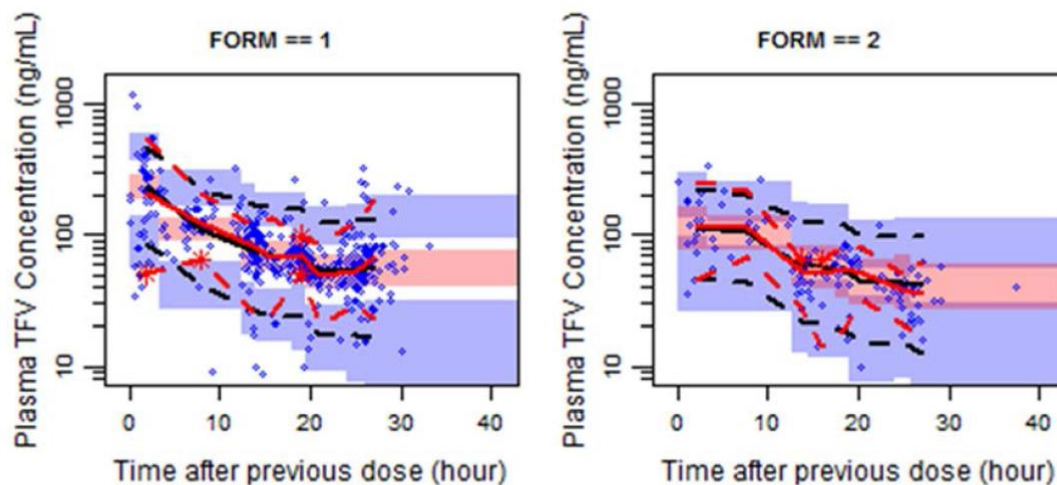 FORM == 1
Plasma TFV Concentration (ng/mL)
1000
100
10
0 10 20 30 40
Time after previous dose (hour)
FORM == 2
Plasma TFV Concentration (ng/mL)
1000
100
10
0 10 20 30 40
Time after previous dose (hour)